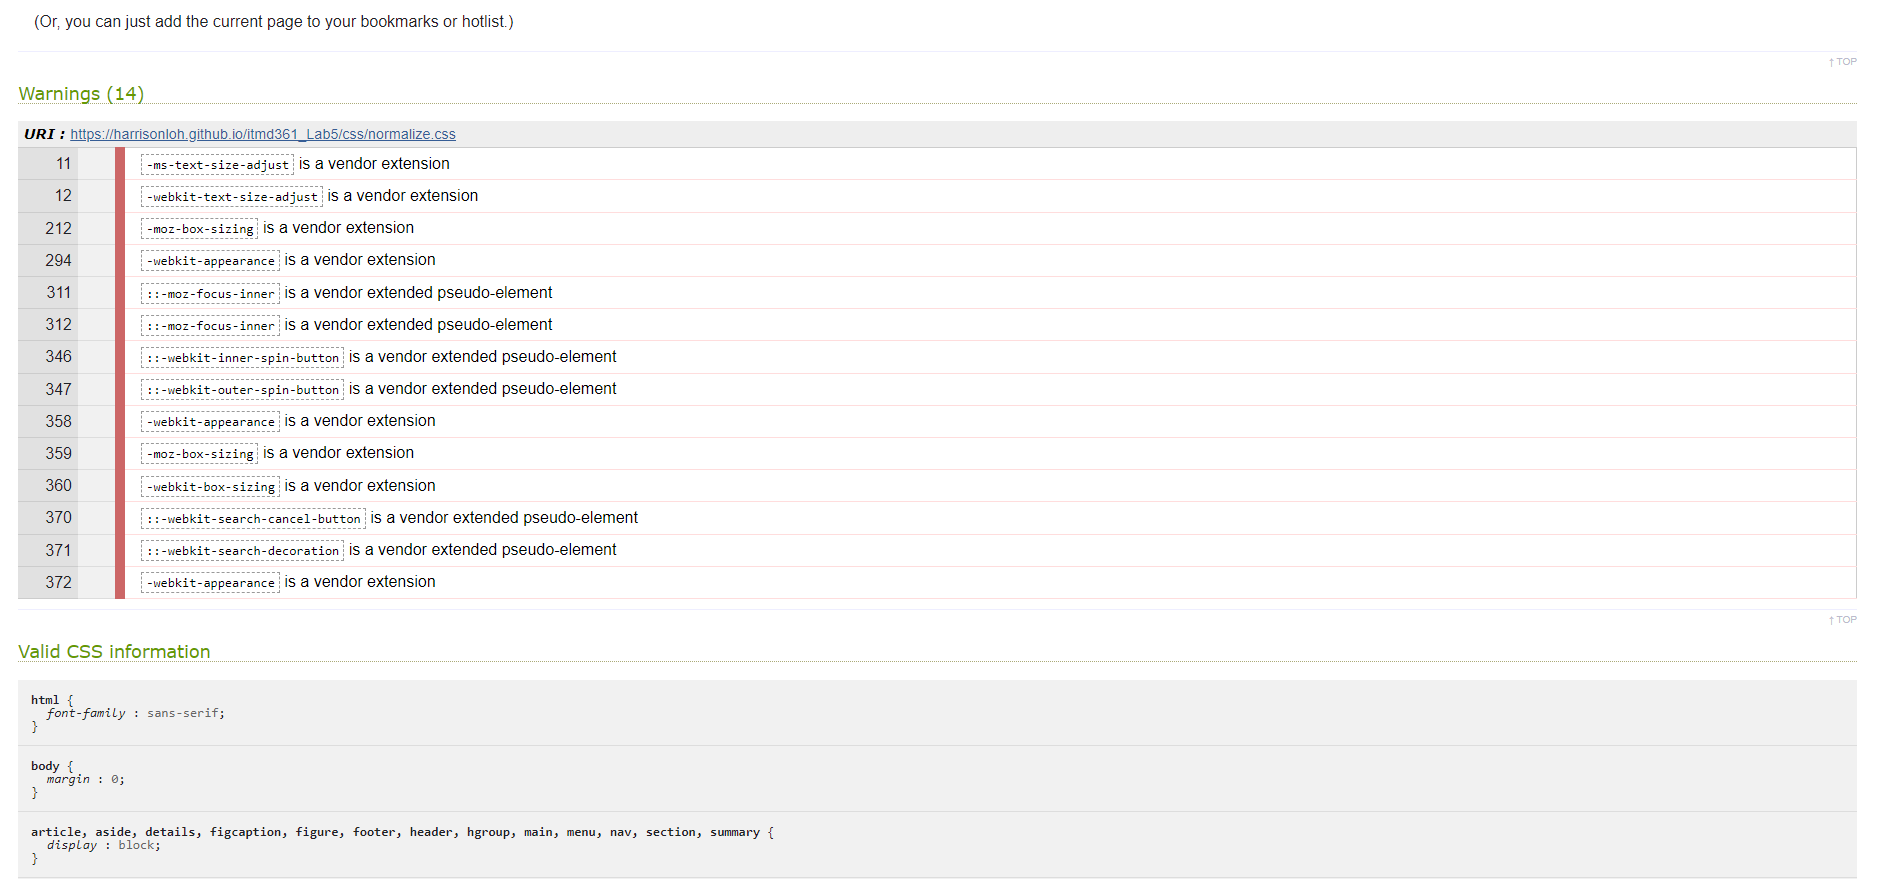 (Or, you can just add the current page to your bookmarks or hotlist.)
↑ TOP
Warnings (14)
URI : https://harrisonloh.github.io/itmd361_Lab5/css/normalize.css
11 -ms-text-size-adjust is a vendor extension
12 -webkit-text-size-adjust is a vendor extension
212 -moz-box-sizing is a vendor extension
294 -webkit-appearance is a vendor extension
311 ::-moz-focus-inner is a vendor extended pseudo-element
312 ::-moz-focus-inner is a vendor extended pseudo-element
346 ::-webkit-inner-spin-button is a vendor extended pseudo-element
347 ::-webkit-outer-spin-button is a vendor extended pseudo-element
358 -webkit-appearance is a vendor extension
359 -moz-box-sizing is a vendor extension
360 -webkit-box-sizing is a vendor extension
370 ::-webkit-search-cancel-button is a vendor extended pseudo-element
371 ::-webkit-search-decoration is a vendor extended pseudo-element
372 -webkit-appearance is a vendor extension
↑ TOP
Valid CSS information
html {
font-family : sans-serif;
}
body {
margin : 0;
}
article, aside, details, figcaption, figure, footer, header, hgroup, main, menu, nav, section, summary {
display : block;
}